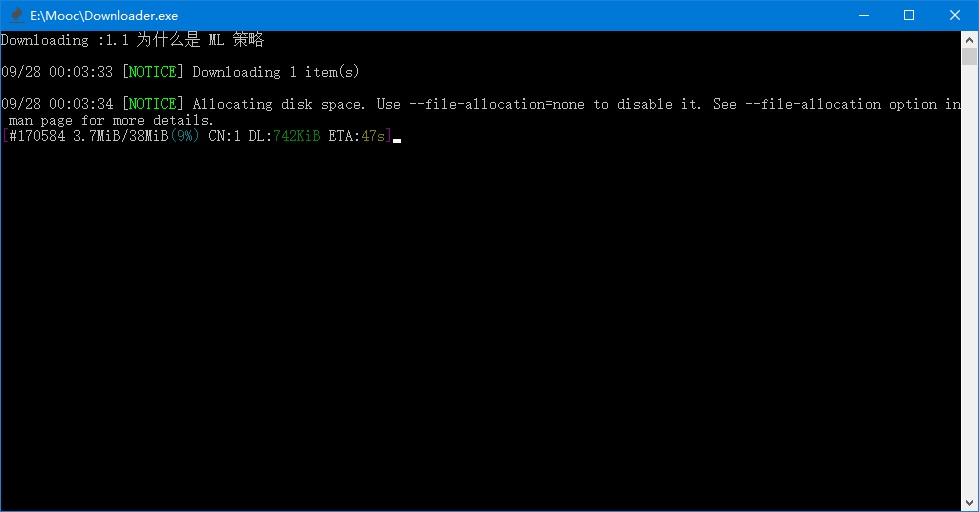 E:\Mooc\Downloader.exe
Downloading :1.1 为什么是 ML 策略
09/28 00:03:33 [NOTICE] Downloading 1 item(s)
09/28 00:03:34 [NOTICE] Allocating disk space. Use --file-allocation=none to disable it. See --file-allocation option in
man page for more details.
[#170584 3.7MiB/38MiB(9%) CN:1 DL:742KiB ETA:47s]